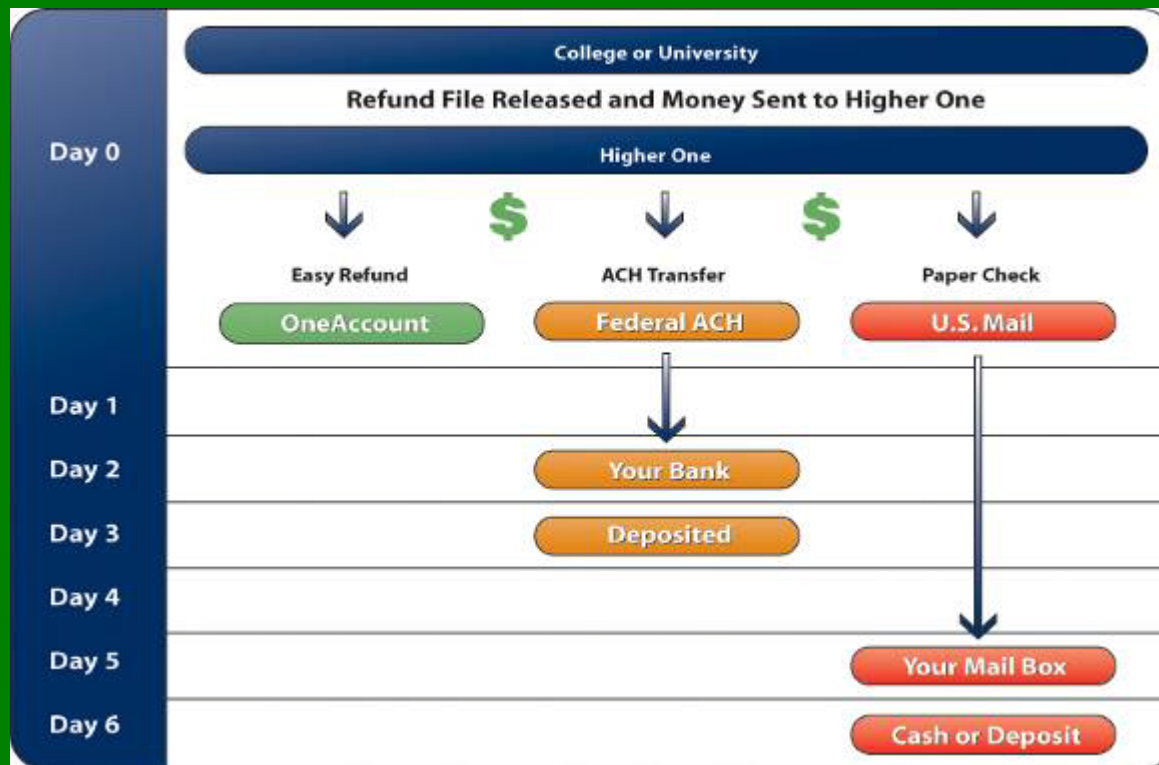 College or University
Refund File Released and Money Sent to Higher One
Day 0
Higher One
$ $
Easy Refund ACH Transfer Paper Check
OneAccount Federal ACH U.S. Mail
Day 1
Day 2 Your Bank
Day 3 Deposited
Day 4
Day 5 Your Mail Box
Day 6 Cash or Deposit